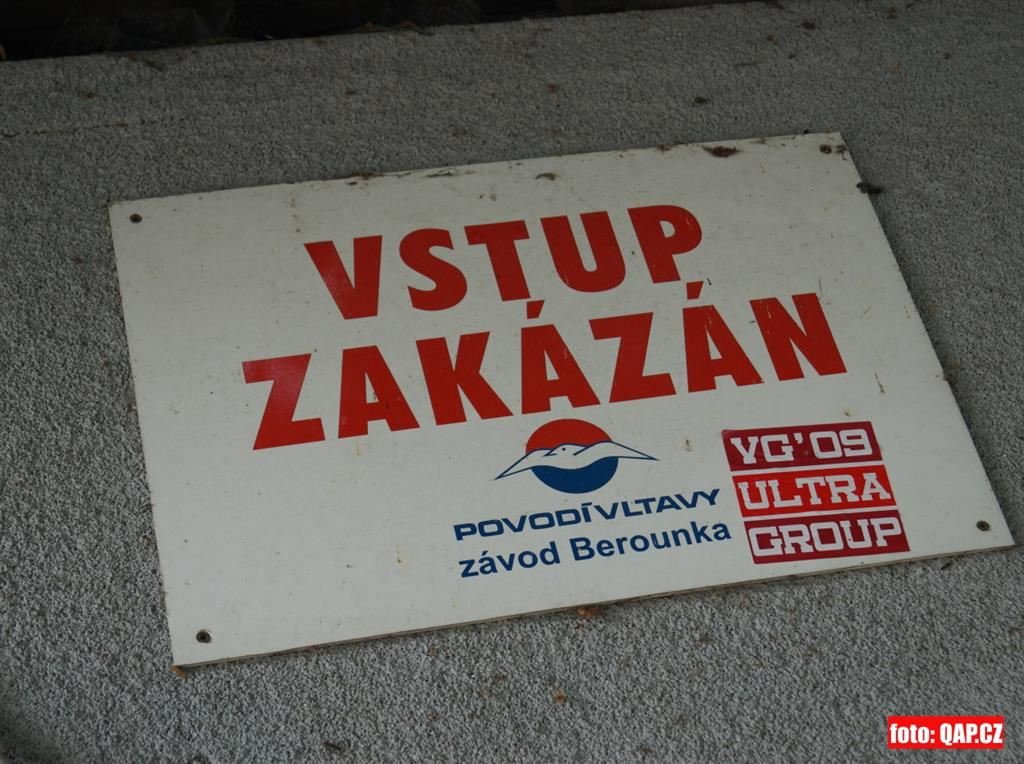 VSTUP
ZAKÁZÁN
POVODÍ VLTAVY
závod Berounka
VG'09
ULTRA
GROUP
foto: QAP.CZ